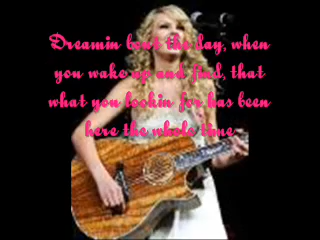 Dreamin bout the day, when
you wake up and find, that
what you lookin for has been
here the whole time